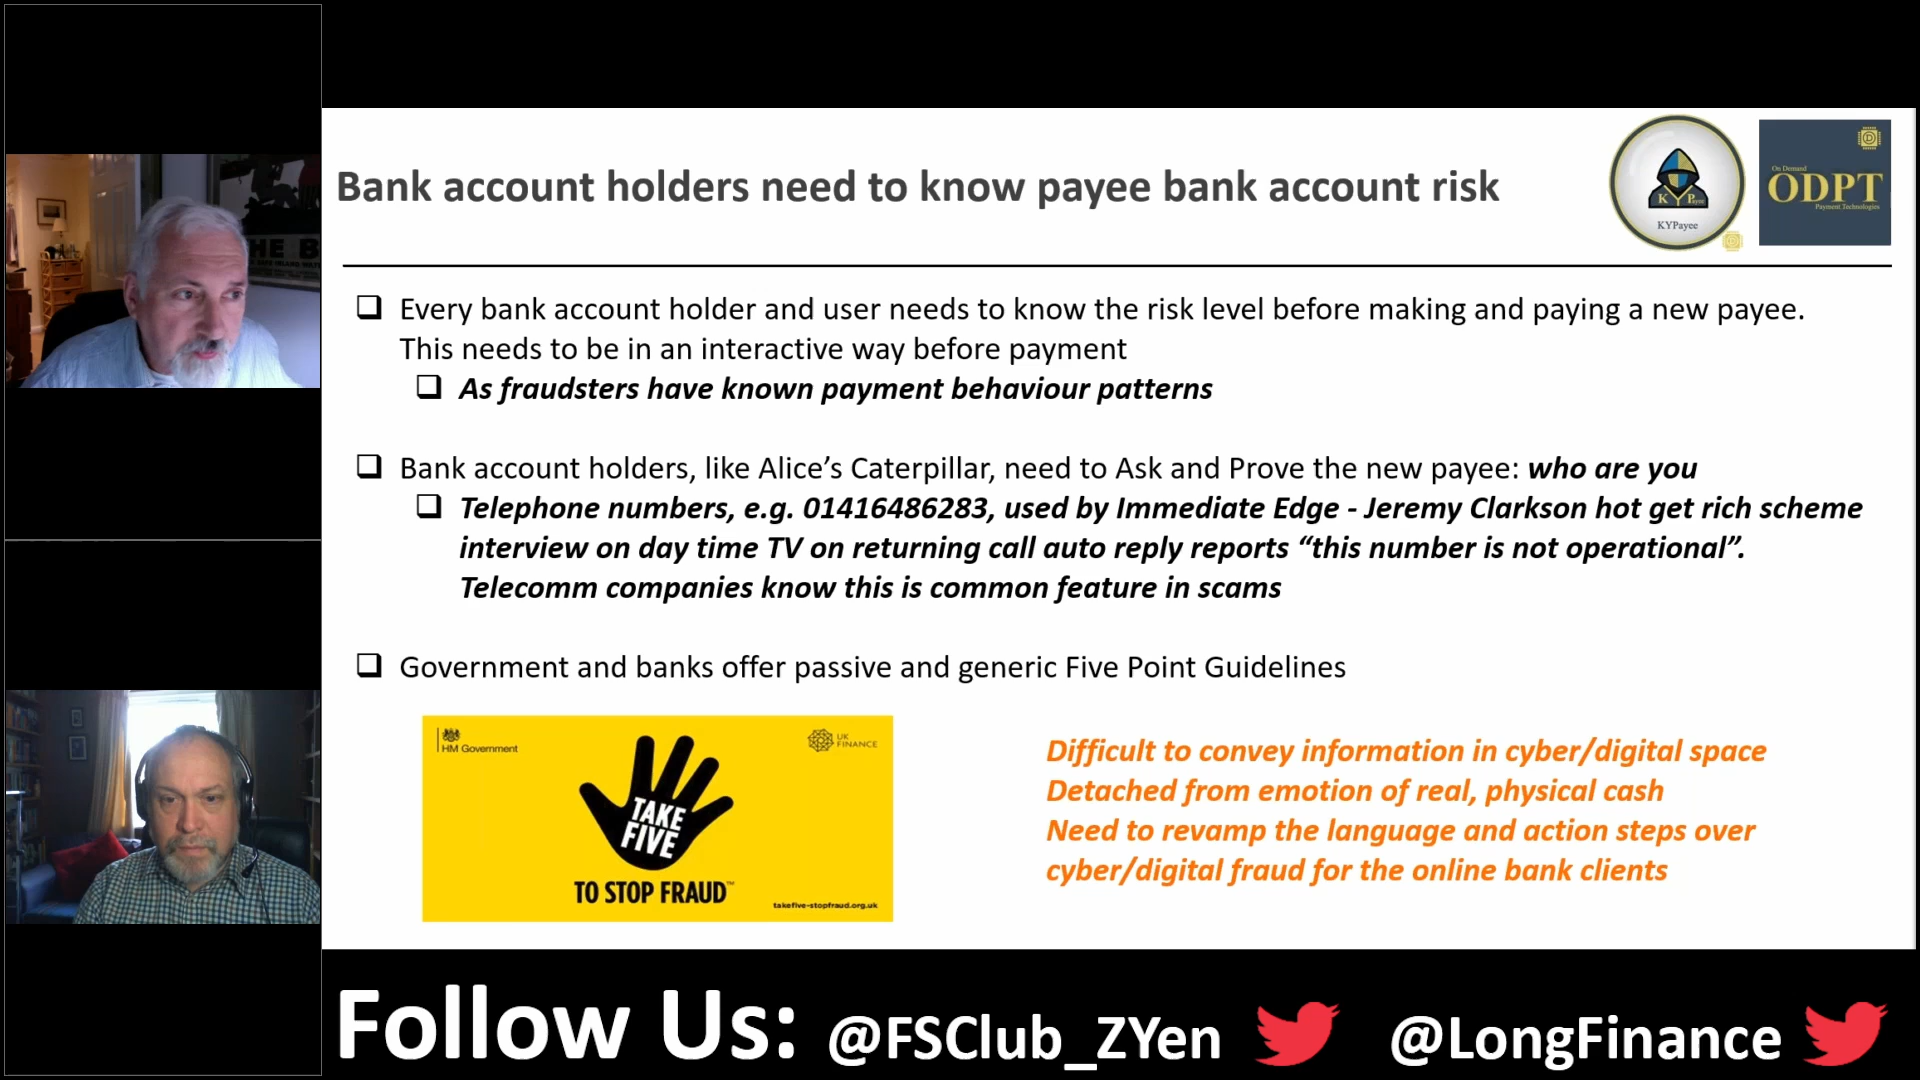 HE B
Bank account holders need to know payee bank account risk
KYPayee
On Demand
ODPT
Payment Technologies
❑ Every bank account holder and user needs to know the risk level before making and paying a new payee.
This needs to be in an interactive way before payment
❑ As fraudsters have known payment behaviour patterns
❑ Bank account holders, like Alice’s Caterpillar, need to Ask and Prove the new payee: who are you
❑ Telephone numbers, e.g. 01416486283, used by Immediate Edge - Jeremy Clarkson hot get rich scheme
interview on day time TV on returning call auto reply reports “this number is not operational”.
Telecomm companies know this is common feature in scams
❑ Government and banks offer passive and generic Five Point Guidelines
HM Government
UK
FINANCE
TAKE
FIVE
TO STOP FRAUD™
takefive-stopfraud.org.uk
Difficult to convey information in cyber/digital space
Detached from emotion of real, physical cash
Need to revamp the language and action steps over
cyber/digital fraud for the online bank clients
Follow Us: @FSClub_ZYen @LongFinance